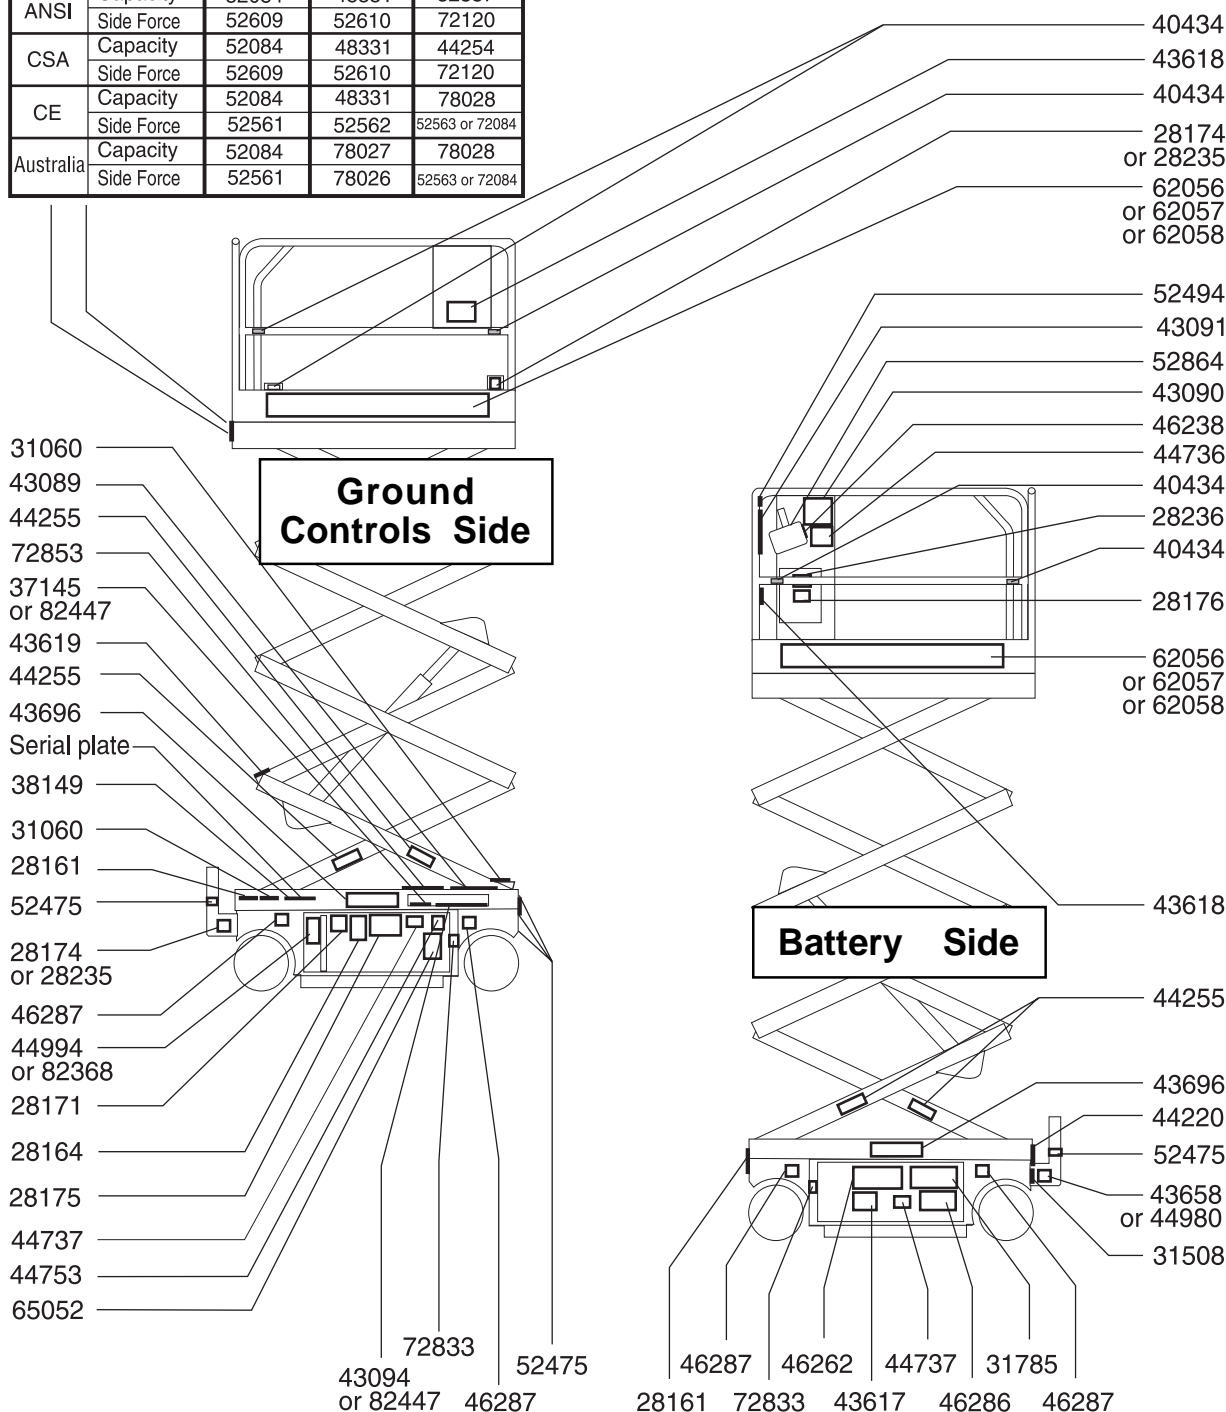 ANSI
Side Force 52609 52610 72120
CSA
Capacity 52084 48331 44254
Side Force 52609 52610 72120
CE
Capacity 52084 48331 78028
Side Force 52561 52562 52563 or 72084
Australia
Capacity 52084 78027 78028
Side Force 52561 78026 52563 or 72084
40434
43618
40434
28174
or 28235
62056
or 62057
or 62058
52494
43091
52864
43090
46238
44736
40434
28236
40434
28176
62056
or 62057
or 62058
43618
Ground
Controls Side
31060
43089
44255
72853
37145
or 82447
43619
44255
43696
Serial plate
38149
31060
28161
52475
28174
or 28235
46287
44994
or 82368
28171
28164
28175
44737
44753
65052
43094
or 82447
72833
46287
52475
Battery Side
44255
43696
44220
52475
43658
or 44980
31508
28161
46287
72833
46262
43617
44737
46286
31785
46287